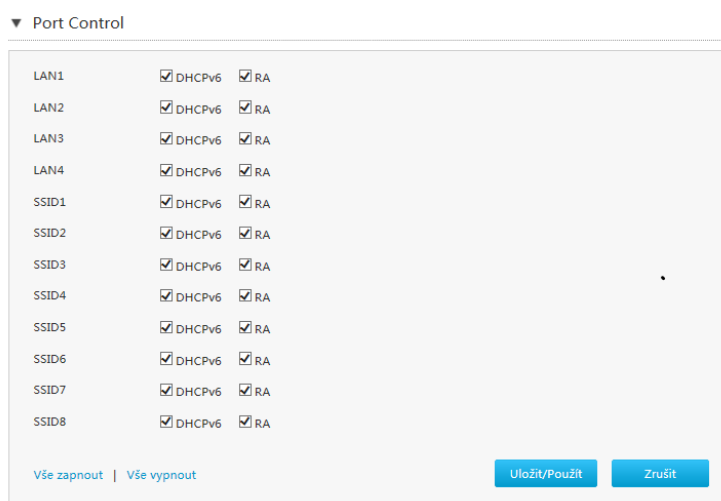 Port Control
LAN1 DHCPv6 RA
LAN2 DHCPv6 RA
LAN3 DHCPv6 RA
LAN4 DHCPv6 RA
SSID1 DHCPv6 RA
SSID2 DHCPv6 RA
SSID3 DHCPv6 RA
SSID4 DHCPv6 RA
SSID5 DHCPv6 RA
SSID6 DHCPv6 RA
SSID7 DHCPv6 RA
SSID8 DHCPv6 RA
Vše zapnout | Vše vypnout Uložit/Použít Zrušit